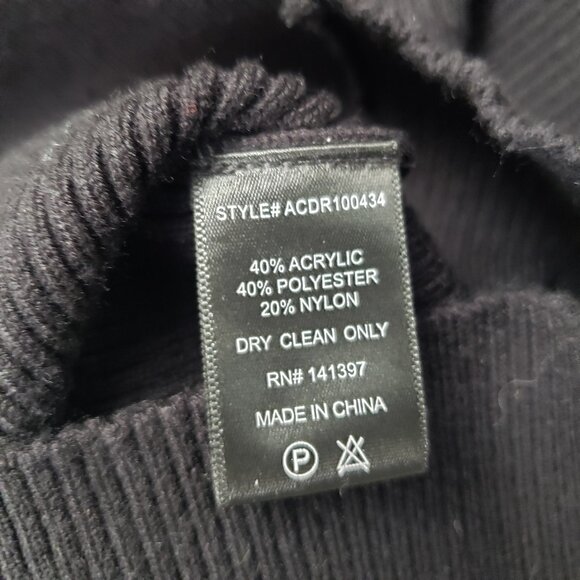 STYLE# ACDR100434
40% ACRYLIC
40% POLYESTER
20% NYLON
DRY CLEAN ONLY
RN# 141397
MADE IN CHINA
P